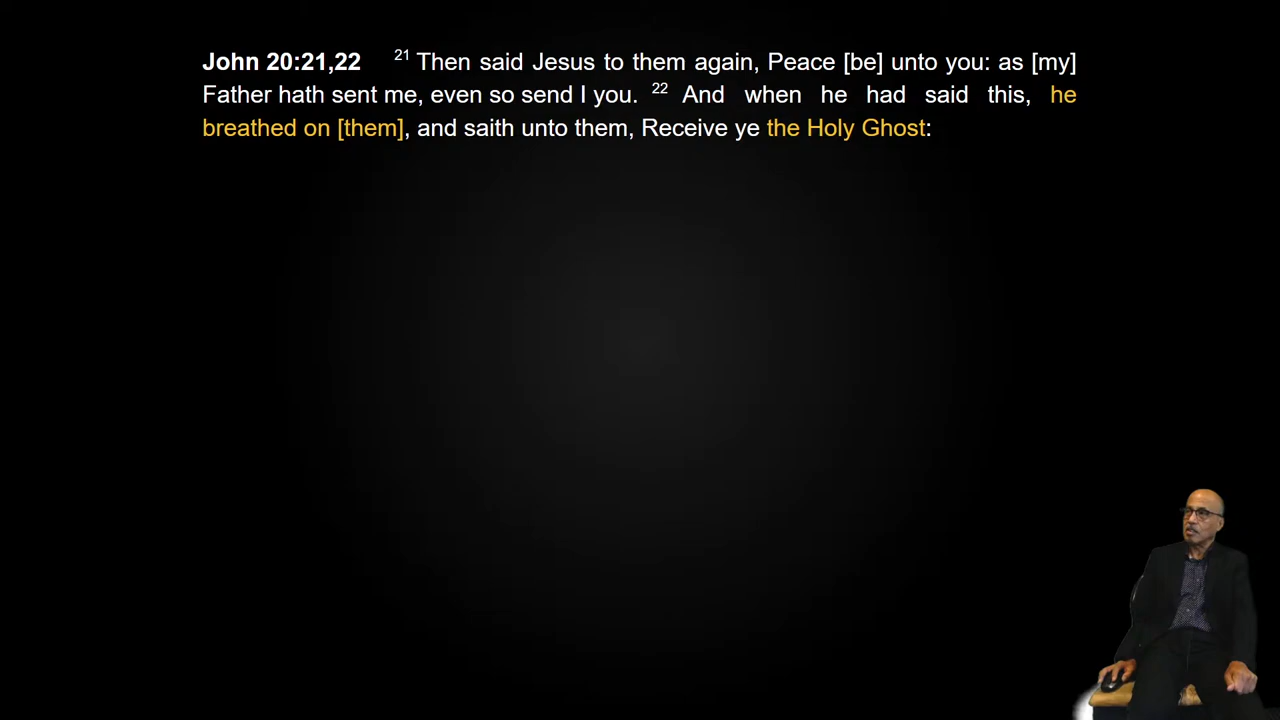 John 20:21,22 21 Then said Jesus to them again, Peace [be] unto you: as [my]
Father hath sent me, even so send I you. 22 And when he had said this, he
breathed on [them], and saith unto them, Receive ye the Holy Ghost: